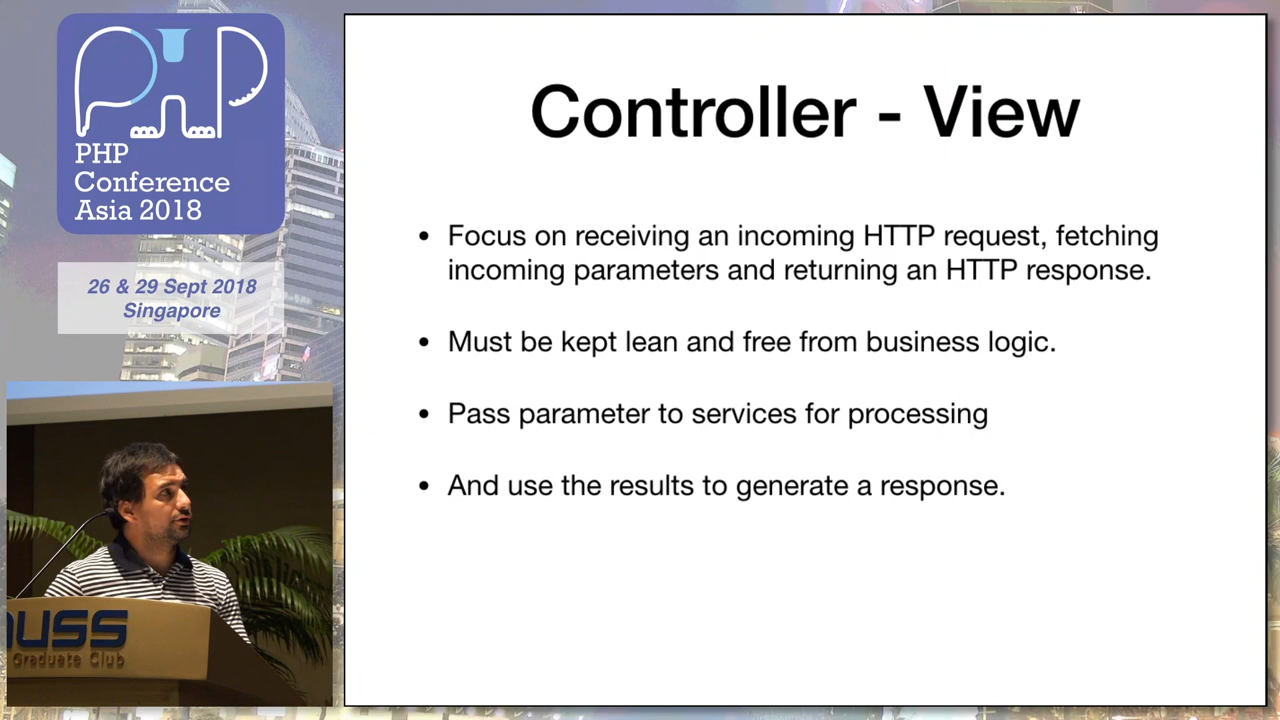 PHP
Conference
Asia 2018
26 & 29 Sept 2018
Singapore
Controller - View
• Focus on receiving an incoming HTTP request, fetching
incoming parameters and returning an HTTP response.
• Must be kept lean and free from business logic.
• Pass parameter to services for processing
• And use the results to generate a response.
nuss
Graduate Club